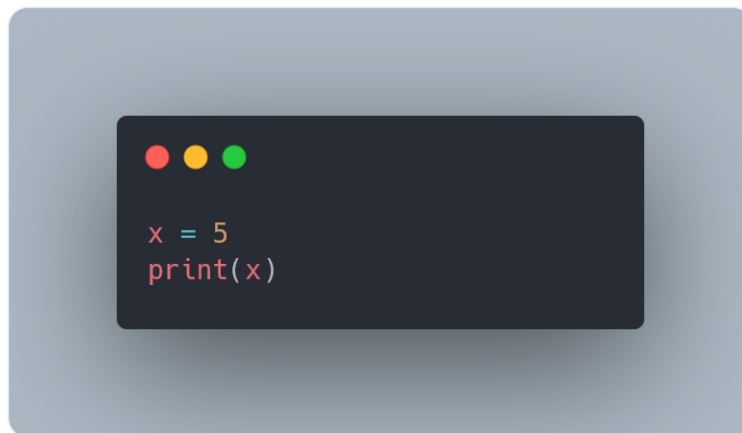 x = 5
print(x)